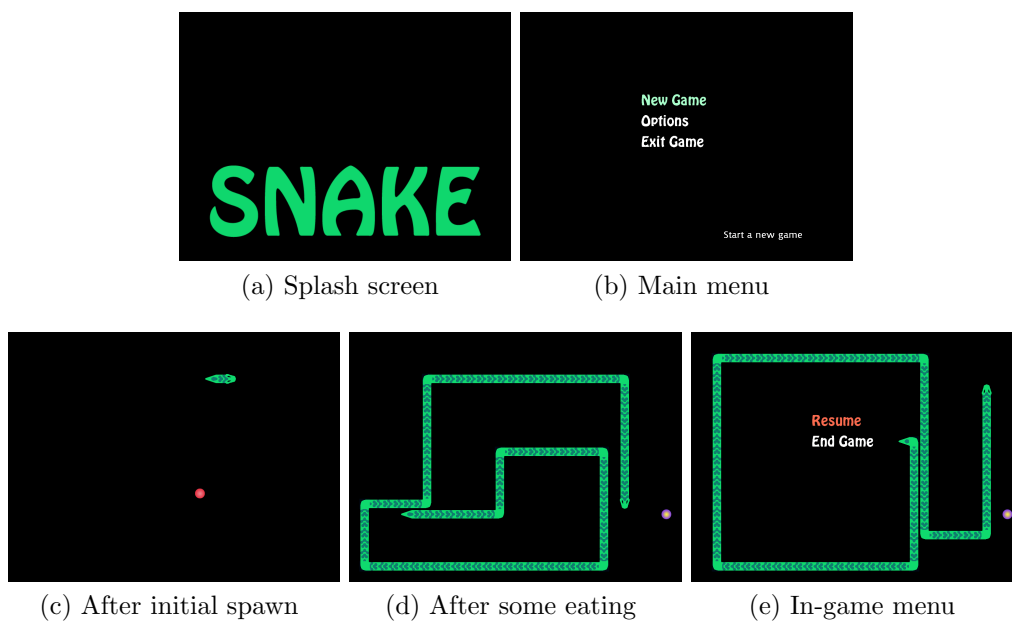 SNAKE
New Game
Options
Exit Game
Start a new game
(a) Splash screen
(b) Main menu
Resume
End Game
(c) After initial spawn
(d) After some eating
(e) In-game menu